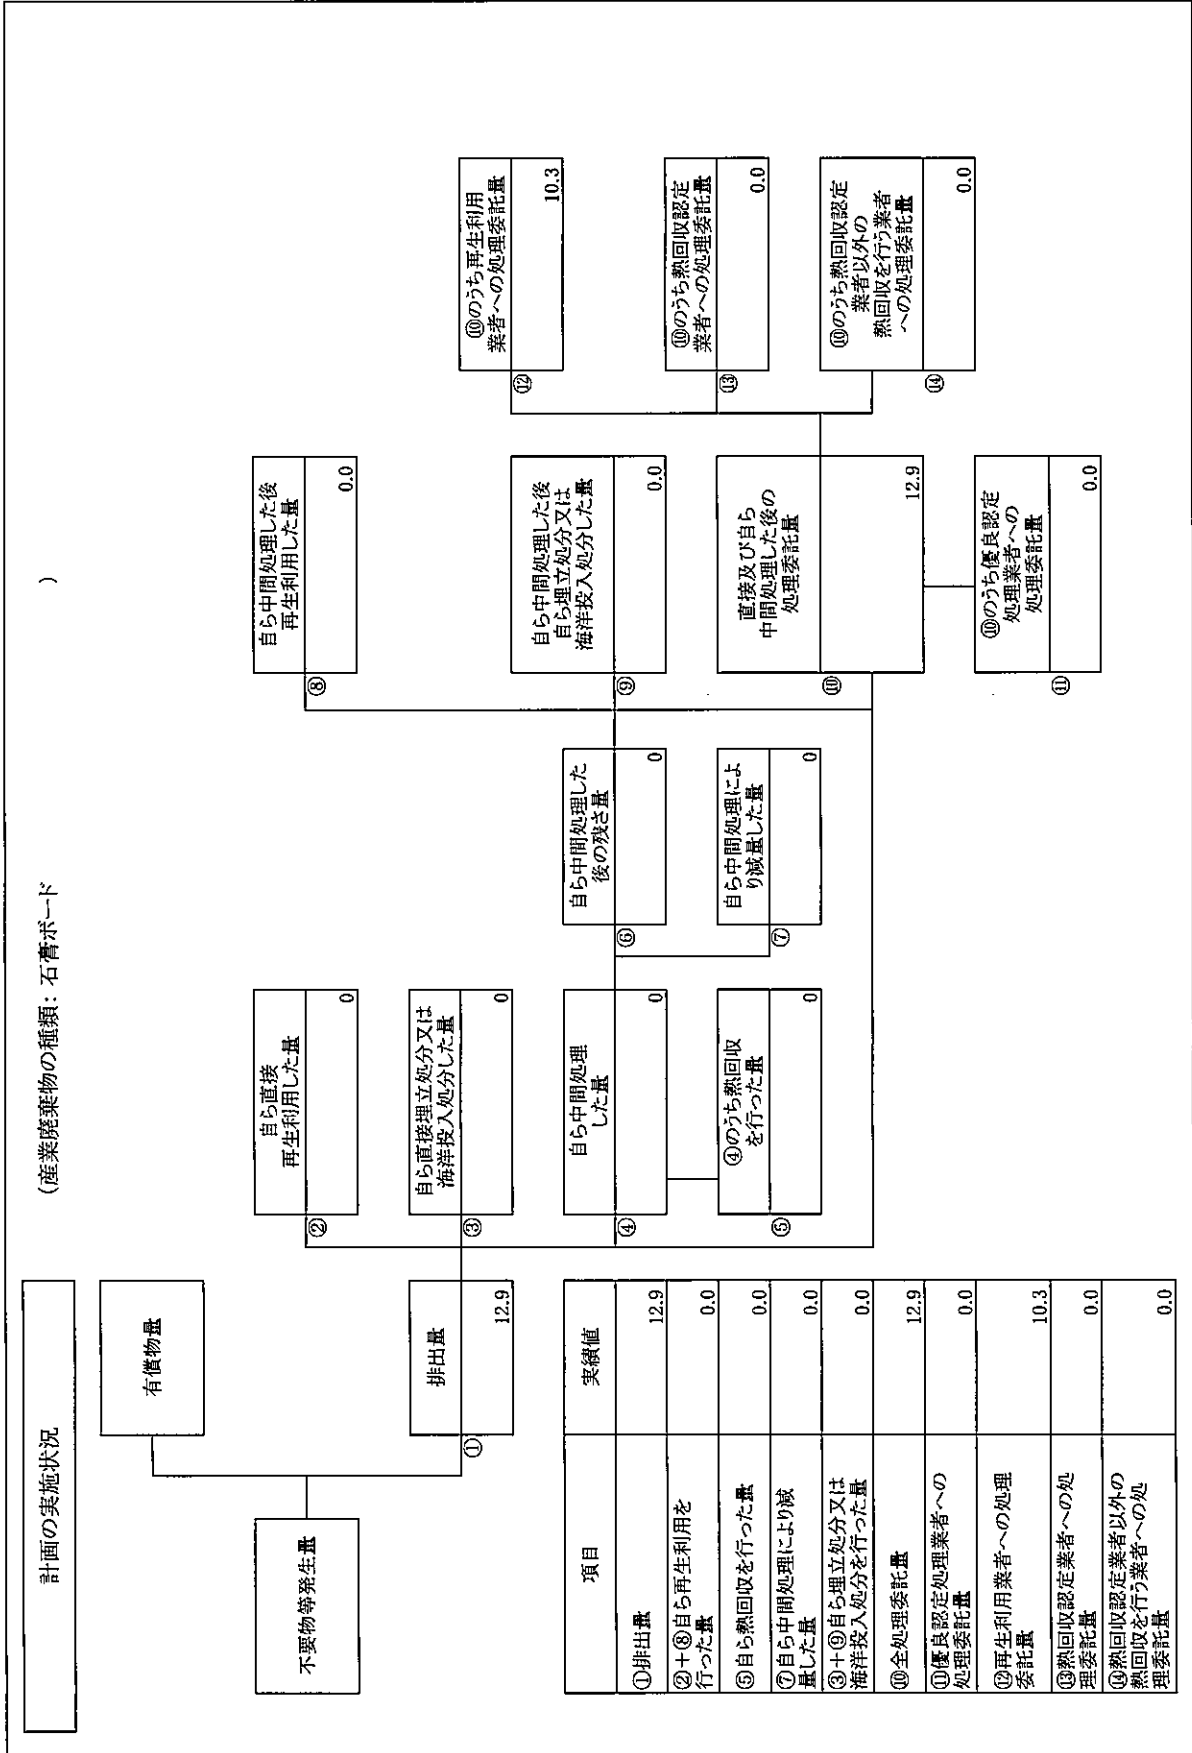 計画の実施状況
(産業廃棄物の種類：石膏ボード　)
不要物等発生量
有償物量
①
排出量
12.9
②
自ら直接
再生利用した量
0
③
自ら直接埋立処分又は
海洋投入処分した量
0
④
自ら中間処理
した量
0
⑤
④のうち熱回収
を行った量
0
⑥
自ら中間処理した
後の残さ量
0
⑦
自ら中間処理によ
り減量した量
0
⑧
自ら中間処理した後
再生利用した量
0.0
⑨
自ら中間処理した後
自ら埋立処分又は
海洋投入処分した量
0.0
⑩
直接及び自ら
中間処理した後の
処理委託量
12.9
⑪
⑩のうち優良認定
処理業者への
処理委託量
0.0
⑫
⑩のうち再生利用
業者への処理委託量
10.3
⑬
⑩のうち熱回収認定
業者への処理委託量
0.0
⑭
⑩のうち熱回収認定
業者以外の
熱回収を行う業者
への処理委託量
0.0
項目 実績値
①排出量 12.9
②+⑧自ら再生利用を
行った量 0.0
⑤自ら熱回収を行った量 0.0
⑦自ら中間処理により減
量した量 0.0
③+⑨自ら埋立処分又は
海洋投入処分を行った量 0.0
⑩全処理委託量 12.9
⑪優良認定処理業者への
処理委託量 0.0
⑫再生利用業者への処理
委託量 10.3
⑬熱回収認定業者への処
理委託量 0.0
⑭熱回収認定業者以外の
熱回収を行う業者への処
理委託量 0.0